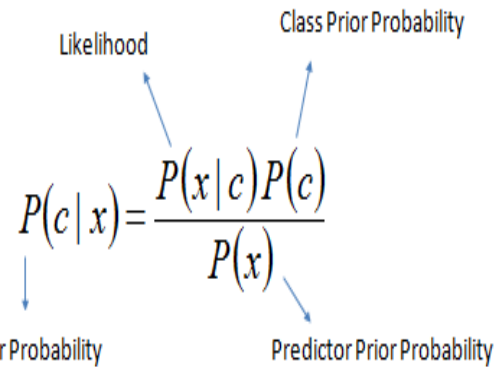 Class Prior Probability
Likelihood
P(c|x) = P(x|c)P(c) / P(x)
r Probability
Predictor Prior Probability